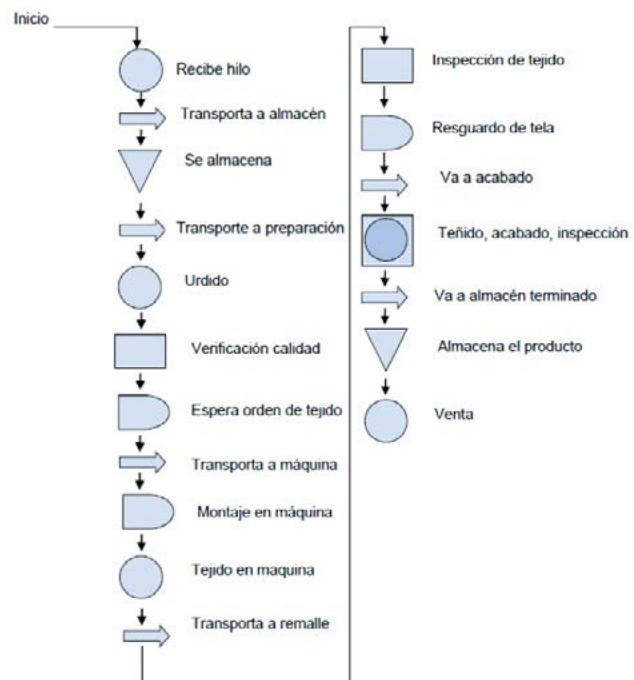 Inicio
Recibe hilo
Transporta a almacén
Se almacena
Transporte a preparación
Urdido
Verificación calidad
Espera orden de tejido
Transporta a máquina
Montaje en máquina
Tejido en maquina
Transporta a remalle
Inspección de tejido
Resguardo de tela
Va a acabado
Teñido, acabado, inspección
Va a almacén terminado
Almacena el producto
Venta